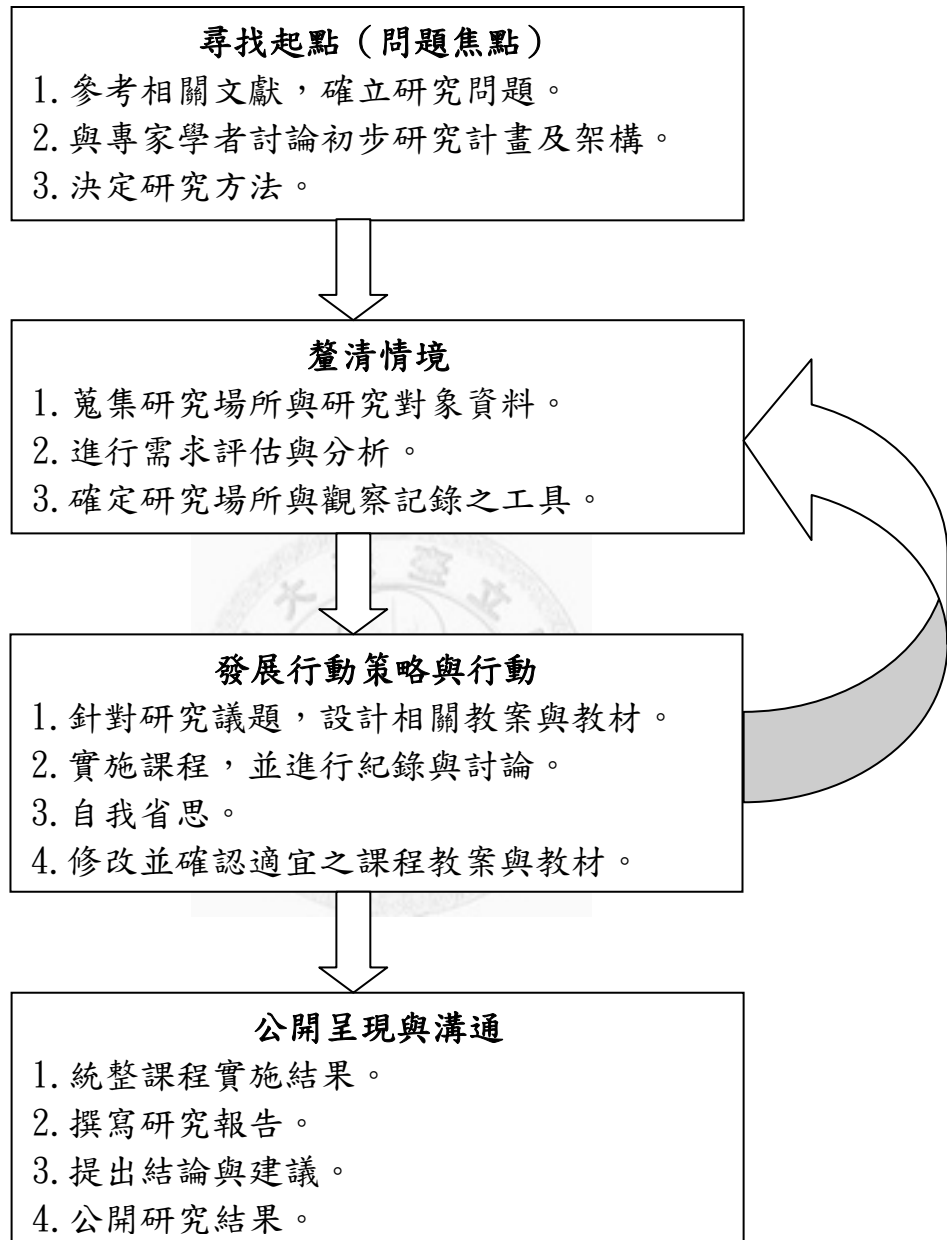 尋找起點（問題焦點）
1. 參考相關文獻，確立研究問題。
2. 與專家學者討論初步研究計畫及架構。
3. 決定研究方法。
釐清情境
1. 蒐集研究場所與研究對象資料。
2. 進行需求評估與分析。
3. 確定研究場所與觀察記錄之工具。
大 臺 立
發展行動策略與行動
1. 針對研究議題，設計相關教案與教材。
2. 實施課程，並進行紀錄與討論。
3. 自我省思。
4. 修改並確認適宜之課程教案與教材。
公開呈現與溝通
1. 統整課程實施結果。
2. 撰寫研究報告。
3. 提出結論與建議。
4. 公開研究結果。